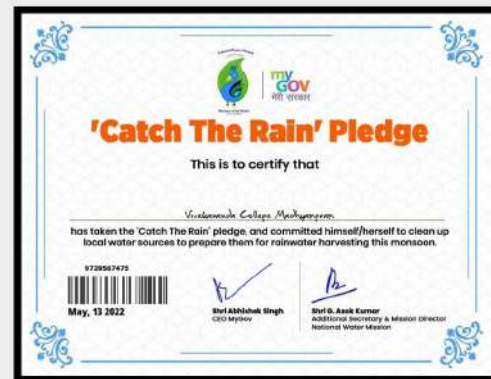 my
GOV
मेरी सरकार
'Catch The Rain' Pledge
This is to certify that
Vivekananda College
has taken the 'Catch The Rain' pledge, and committed himself/herself to clean up
local water sources to prepare them for rainwater harvesting this monsoon.
9728567475
May, 13 2022
Shri Abhishek Singh
CEO MyGov
Shri G. Asok Kumar
Additional Secretary & Mission Director
National Water Mission